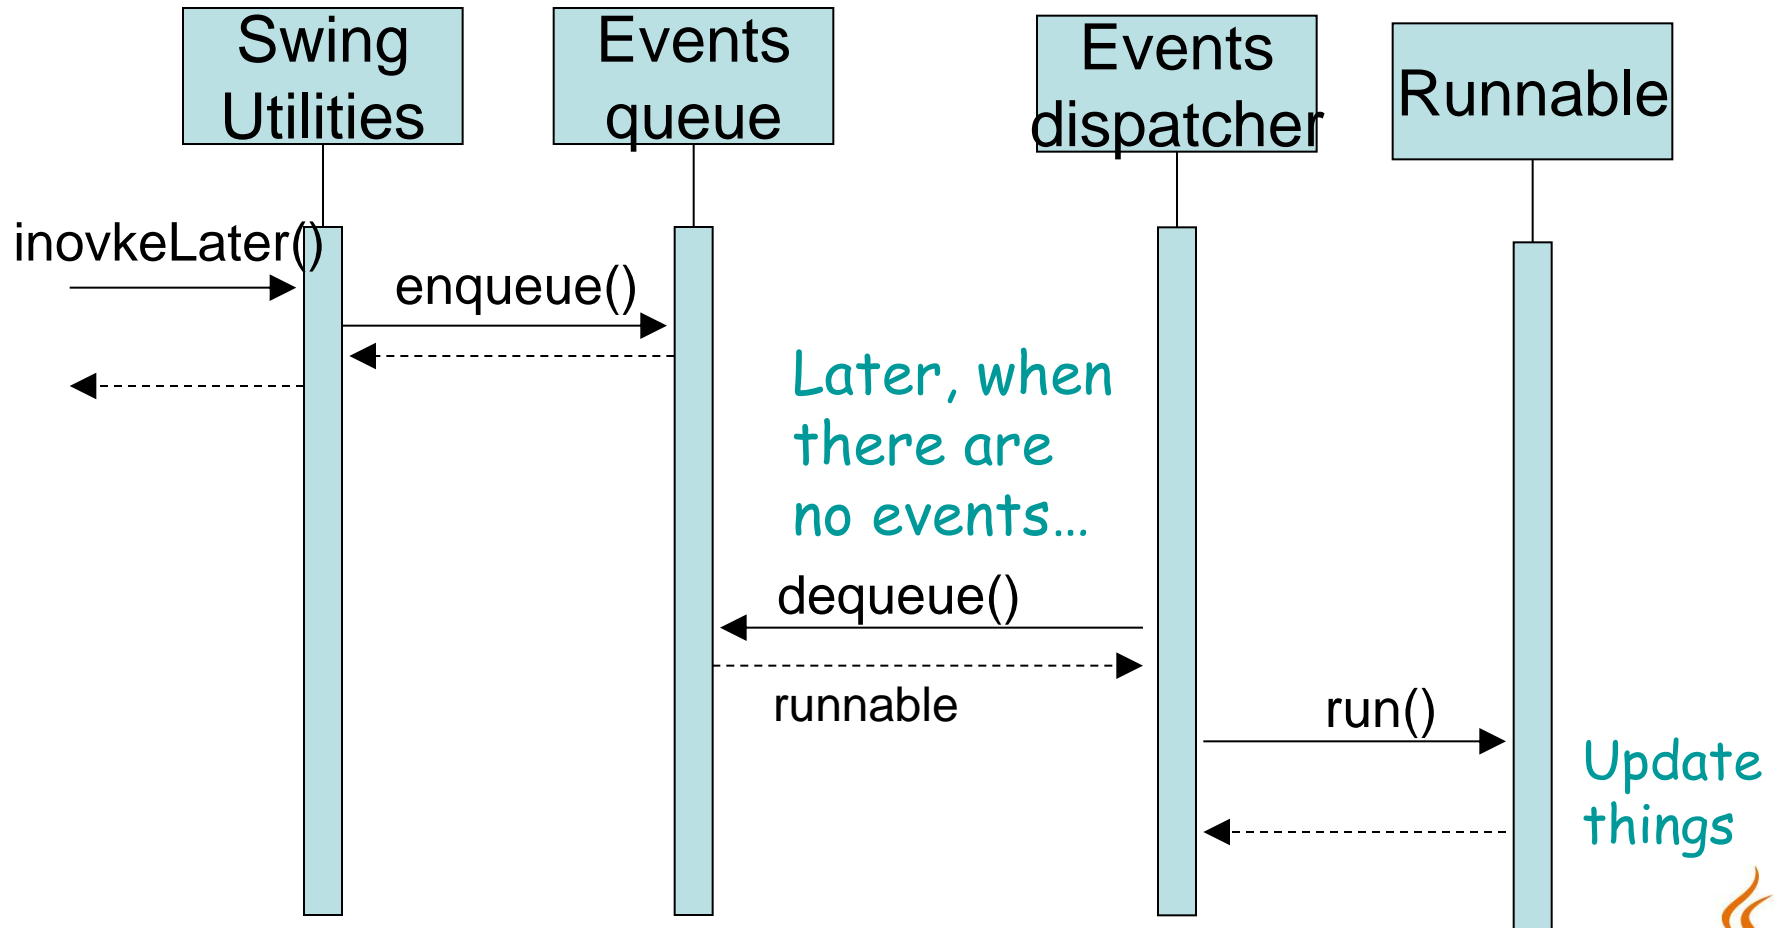 Swing
Utilities
Events
queue
Events
dispatcher
Runnable
inovkeLater()
enqueue()
Later, when
there are
no events...
dequeue()
runnable
run()
Update
things